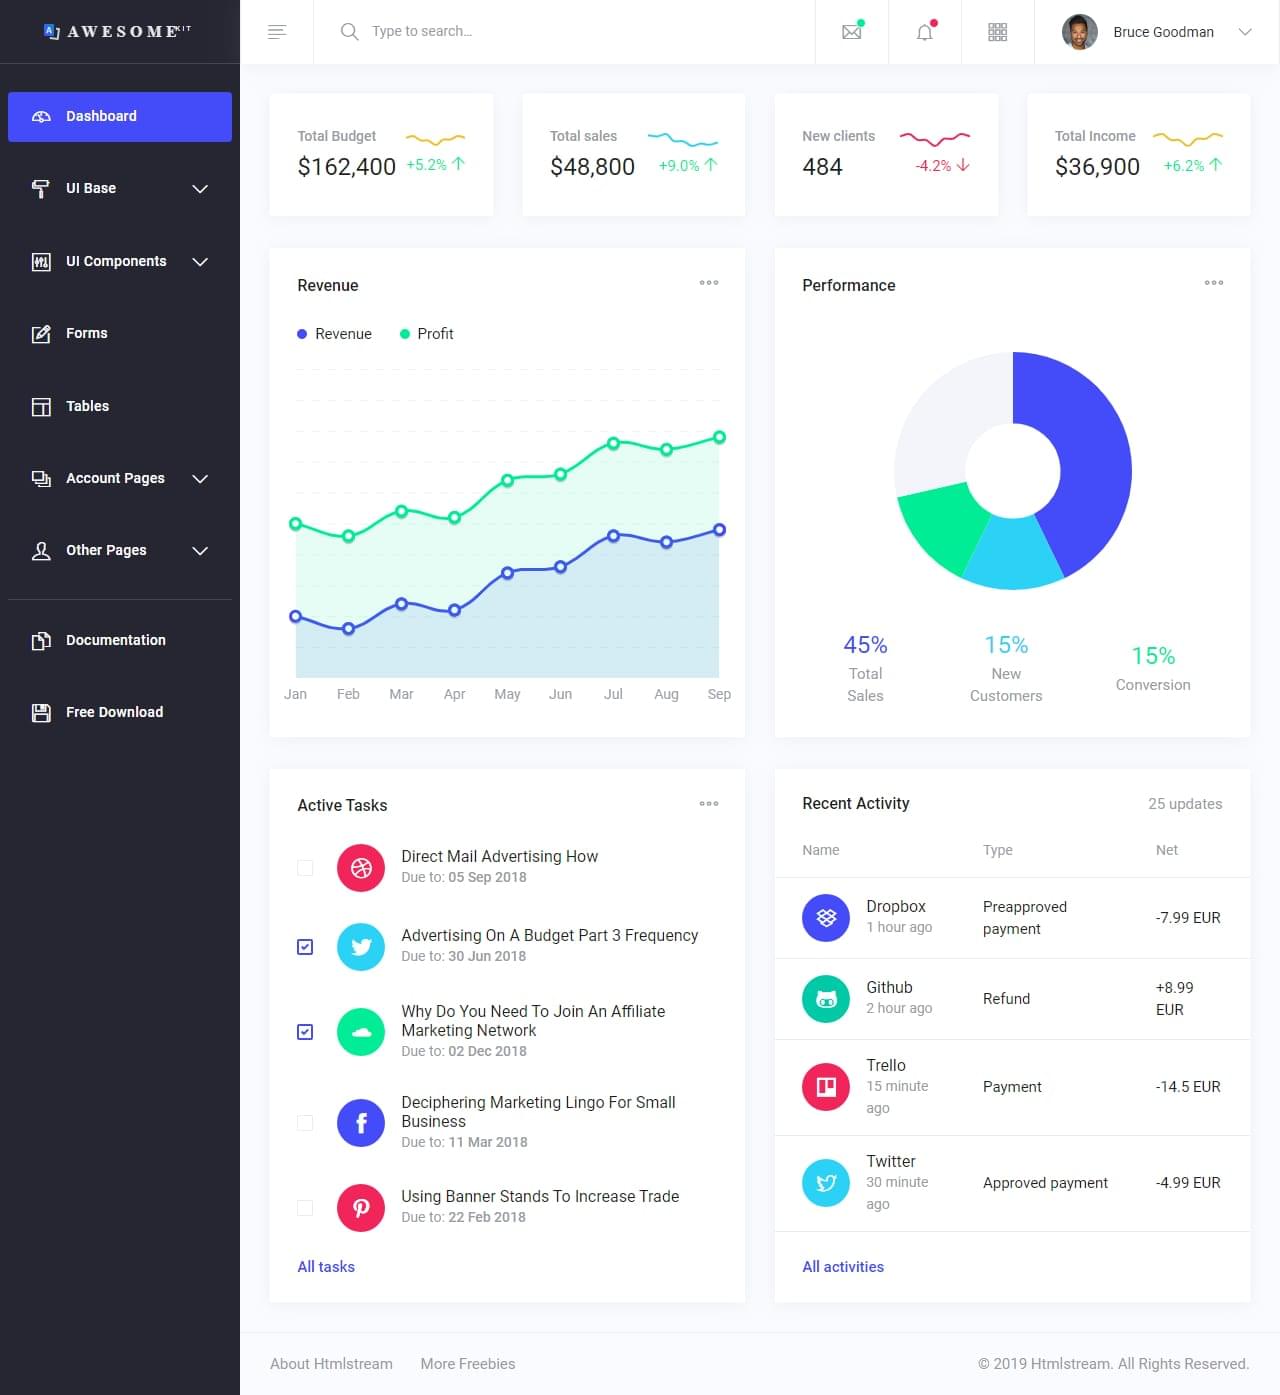 AWESOME KIT
Type to search...
Bruce Goodman
Dashboard
UI Base
UI Components
Forms
Tables
Account Pages
Other Pages
Documentation
Free Download
Total Budget
$162,400 +5.2%
Total sales
$48,800 +9.0%
New clients
484 -4.2%
Total Income
$36,900 +6.2%
Revenue
Revenue Profit
Jan Feb Mar Apr May Jun Jul Aug Sep
Performance
45%
Total
Sales
15%
New
Customers
15%
Conversion
Active Tasks
Direct Mail Advertising How
Due to: 05 Sep 2018
Advertising On A Budget Part 3 Frequency
Due to: 30 Jun 2018
Why Do You Need To Join An Affiliate
Marketing Network
Due to: 02 Dec 2018
Deciphering Marketing Lingo For Small
Business
Due to: 11 Mar 2018
Using Banner Stands To Increase Trade
Due to: 22 Feb 2018
All tasks
Recent Activity 25 updates
Name Type Net
Dropbox
1 hour ago
Preapproved
payment
-7.99 EUR
Github
2 hour ago
Refund
+8.99
EUR
Trello
15 minute
ago
Payment
-14.5 EUR
Twitter
30 minute
ago
Approved payment
-4.99 EUR
All activities
About Htmlstream More Freebies © 2019 Htmlstream. All Rights Reserved.